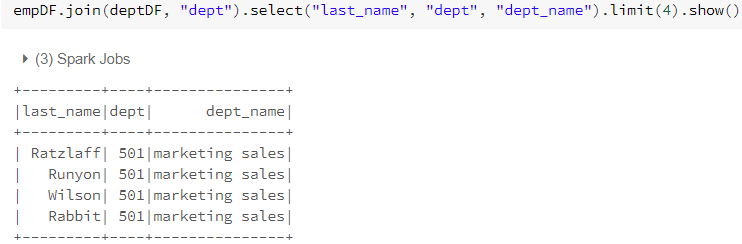 empDF.join(deptDF, "dept").select("last_name", "dept", "dept_name").limit(4).show()
(3) Spark Jobs
+---------+----+---------------+
|last_name|dept|      dept_name|
+---------+----+---------------+
| Ratzlaff| 501|marketing sales|
|   Runyon| 501|marketing sales|
|   Wilson| 501|marketing sales|
|   Rabbit| 501|marketing sales|
+---------+----+---------------+